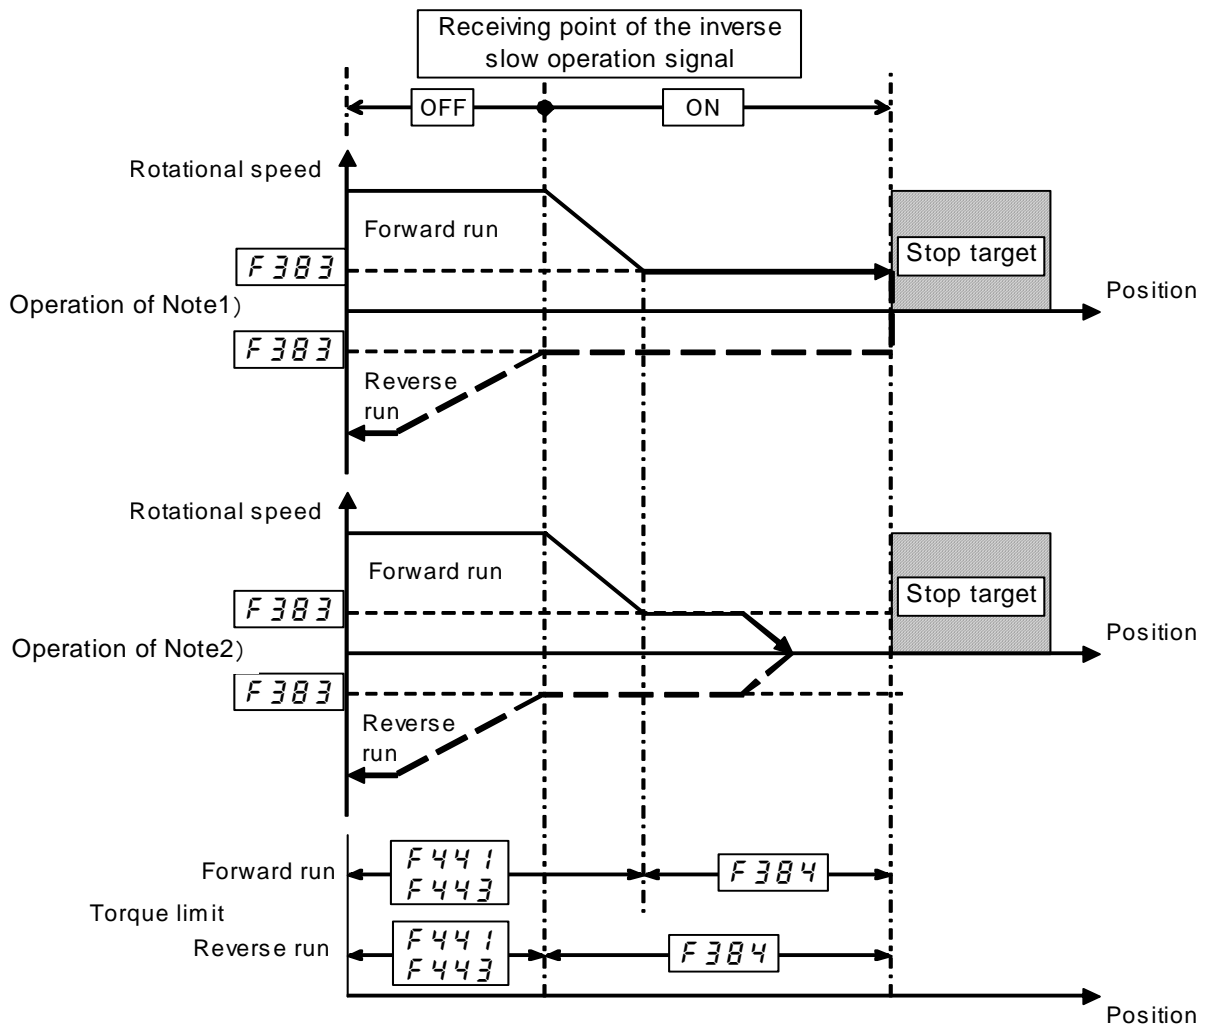 Receiving point of the inverse
slow operation signal
OFF
ON
Rotational speed
Forward run
F383
Stop target
Position
Operation of Note1)
F383
Reverse
run
Rotational speed
Forward run
F383
Stop target
Position
Operation of Note2)
F383
Reverse
run
Forward run
F441
F443
F384
Torque limit
Reverse run
F441
F443
F384
Position